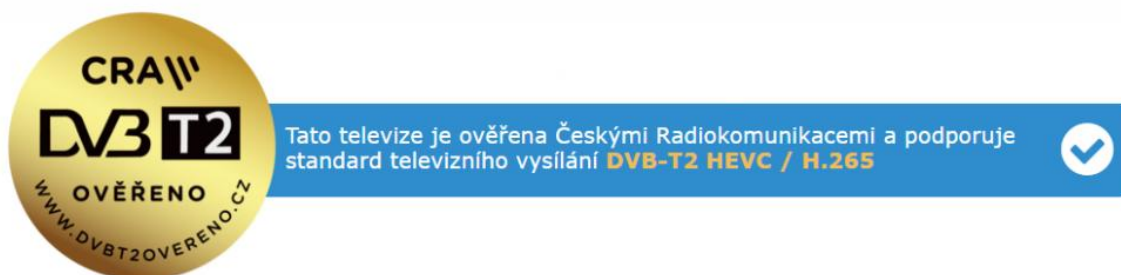 CRA
DVB T2
OVĚŘENO
www.DVBT2OVERENO.CZ
Tato televize je ověřena Českými Radiokomunikacemi a podporuje
standard televizního vysílání DVB-T2 HEVC / H.265